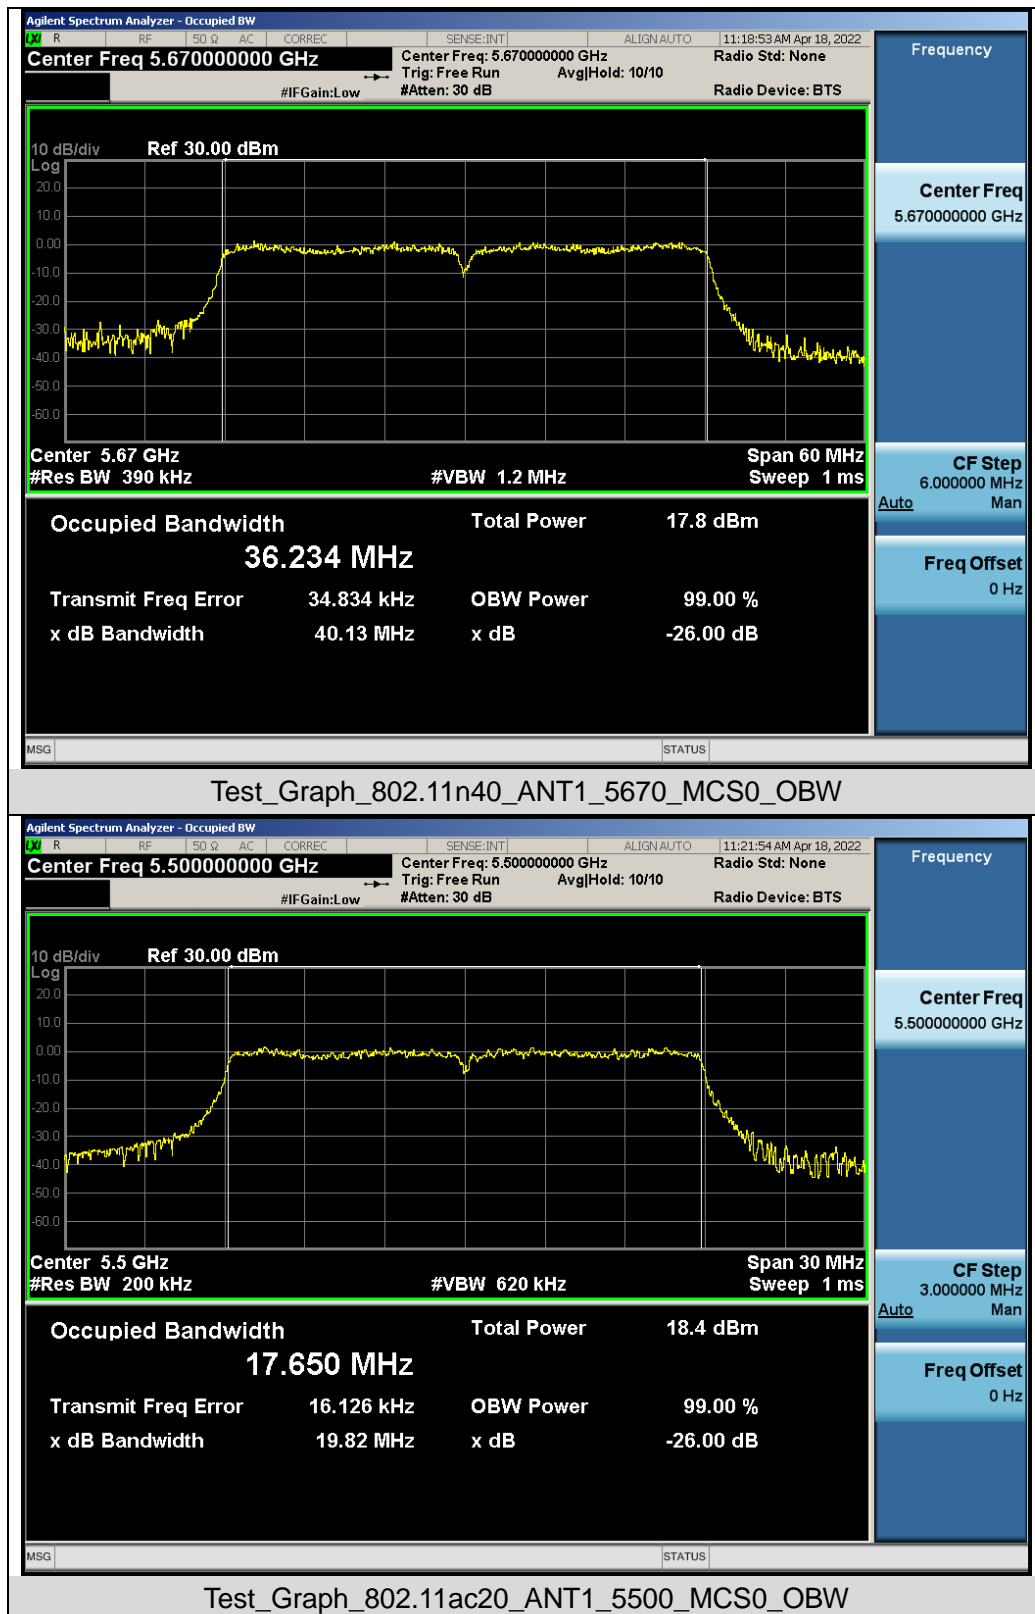 Agilent Spectrum Analyzer - Occupied BW
LXI R RF 50 Ω AC CORREC SENSE:INT ALIGN AUTO 11:18:53 AM Apr 18, 2022
Center Freq 5.670000000 GHz
Center Freq: 5.670000000 GHz
Radio Std: None
Trig: Free Run Avg|Hold: 10/10
#IFGain:Low #Atten: 30 dB
Radio Device: BTS
Frequency
10 dB/div Ref 30.00 dBm
Log
20.0
10.0
0.00
-10.0
-20.0
-30.0
-40.0
-50.0
-60.0
Center 5.67 GHz Span 60 MHz
#Res BW 390 kHz #VBW 1.2 MHz Sweep 1 ms
Center Freq
5.670000000 GHz
CF Step
6.000000 MHz
Auto Man
Freq Offset
0 Hz
Occupied Bandwidth Total Power 17.8 dBm
36.234 MHz
Transmit Freq Error 34.834 kHz OBW Power 99.00 %
x dB Bandwidth 40.13 MHz x dB -26.00 dB
MSG STATUS
Test_Graph_802.11n40_ANT1_5670_MCS0_OBW
Agilent Spectrum Analyzer - Occupied BW
LXI R RF 50 Ω AC CORREC SENSE:INT ALIGN AUTO 11:21:54 AM Apr 18, 2022
Center Freq 5.500000000 GHz
Center Freq: 5.500000000 GHz
Radio Std: None
Trig: Free Run Avg|Hold: 10/10
#IFGain:Low #Atten: 30 dB
Radio Device: BTS
Frequency
10 dB/div Ref 30.00 dBm
Log
20.0
10.0
0.00
-10.0
-20.0
-30.0
-40.0
-50.0
-60.0
Center 5.5 GHz Span 30 MHz
#Res BW 200 kHz #VBW 620 kHz Sweep 1 ms
Center Freq
5.500000000 GHz
CF Step
3.000000 MHz
Auto Man
Freq Offset
0 Hz
Occupied Bandwidth Total Power 18.4 dBm
17.650 MHz
Transmit Freq Error 16.126 kHz OBW Power 99.00 %
x dB Bandwidth 19.82 MHz x dB -26.00 dB
MSG STATUS
Test_Graph_802.11ac20_ANT1_5500_MCS0_OBW